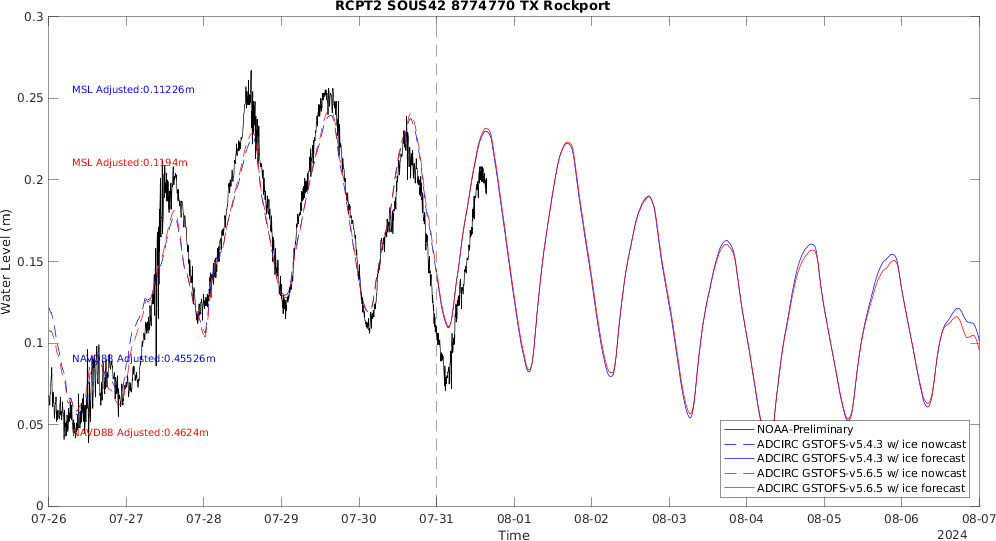 RCPT2 SOUS42 8774770 TX Rockport
0.3
0.25
0.2
0.15
0.1
0.05
0
Water Level (m)
MSL Adjusted:0.11226m
MSL Adjusted:0.1194m
NAVD88 Adjusted:0.45526m
NAVD88 Adjusted:0.4624m
NOAA-Preliminary
ADCIRC GSTOFS-v5.4.3 w/ ice nowcast
ADCIRC GSTOFS-v5.4.3 w/ ice forecast
ADCIRC GSTOFS-v5.6.5 w/ ice nowcast
ADCIRC GSTOFS-v5.6.5 w/ ice forecast
07-26 07-27 07-28 07-29 07-30 07-31 08-01 08-02 08-03 08-04 08-05 08-06 08-07
Time
2024